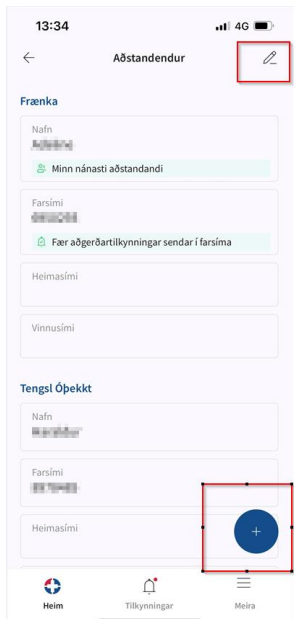 13:34
4G
Aðstandendur
Frænka
Nafn
Minn nánasti aðstandandi
Farsími
Fær aðgerðartilkynningar sendar í farsíma
Heimasími
Vinnusími
Tengsl Óþekkt
Nafn
Farsími
Heimasími
+
Heim
Tilkynningar
Meira